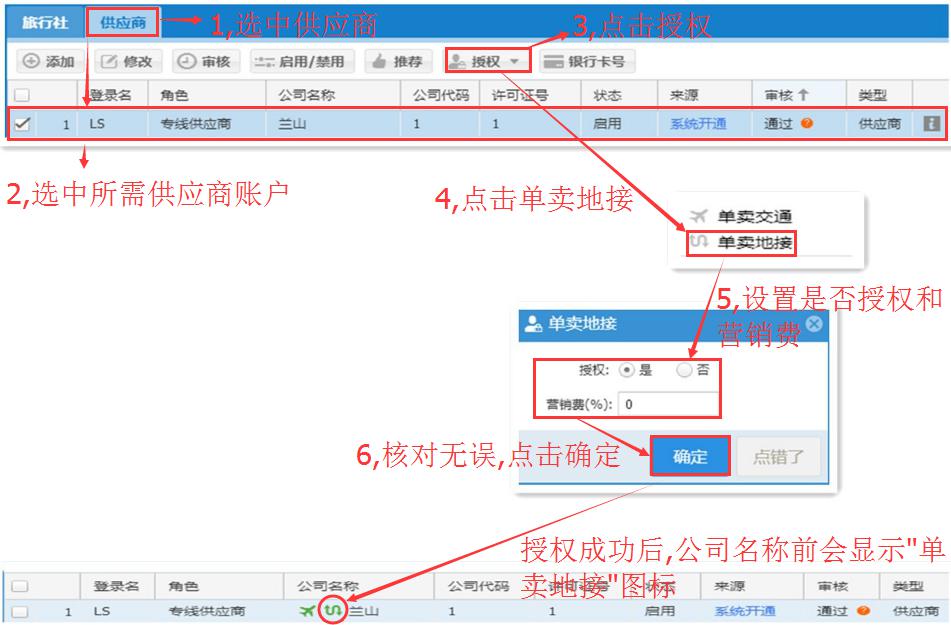 旅行社 供应商 1,选中供应商 3,点击授权
添加 修改 审核 启用/禁用 推荐 授权 银行卡号
登录名 角色 公司名称 公司代码 许可证号 状态 来源 审核 类型
1 LS 专线供应商 兰山 1 1 启用 系统开通 通过 供应商
2,选中所需供应商账户
4,点击单卖地接
单卖交通
单卖地接
5,设置是否授权和
营销费
单卖地接
授权: 是 否
营销费(%): 0
6,核对无误,点击确定
确定 点错了
授权成功后,公司名称前会显示"单
卖地接"图标
登录名 角色 公司名称 公司代码 许可证号 状态 来源 审核 类型
1 LS 专线供应商 兰山 1 1 启用 系统开通 通过 供应商